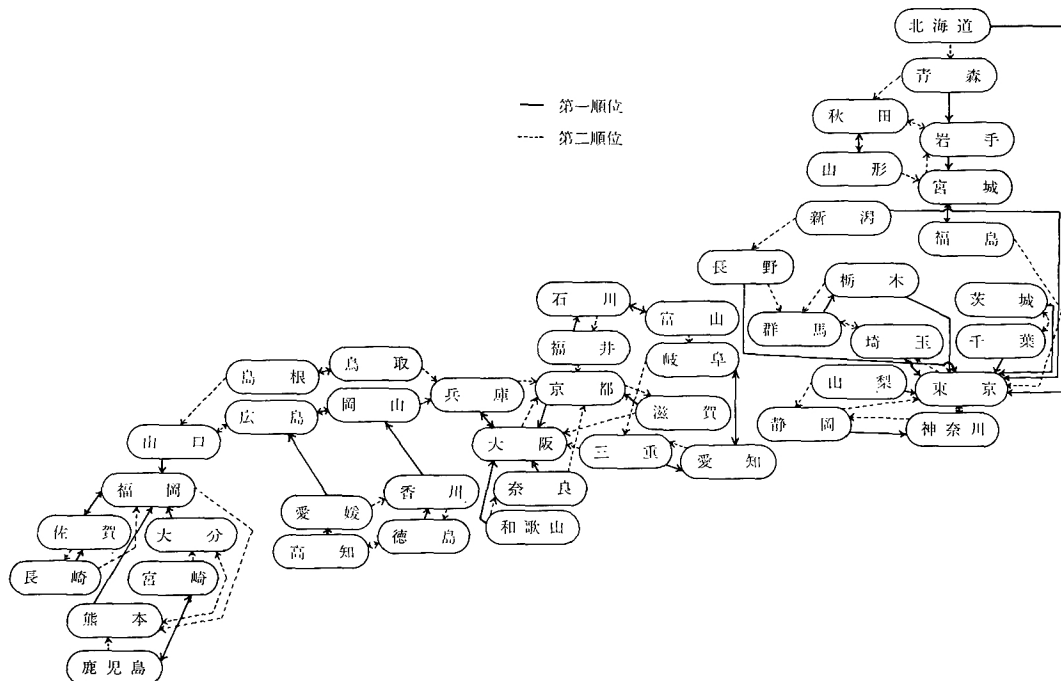 北海道
青森
第一順位
秋田
第二順位
岩手
山形
宮城
新潟
福島
長野
栃木
石川
茨城
富山
群馬
埼玉
千葉
福井
岐阜
鳥取
島根
山梨
東京
兵庫
京都
岡山
広島
滋賀
静岡
神奈川
山口
大阪
三重
愛知
福岡
奈良
香川
愛媛
和歌山
佐賀
大分
徳島
高知
長崎
宮崎
熊本
鹿児島